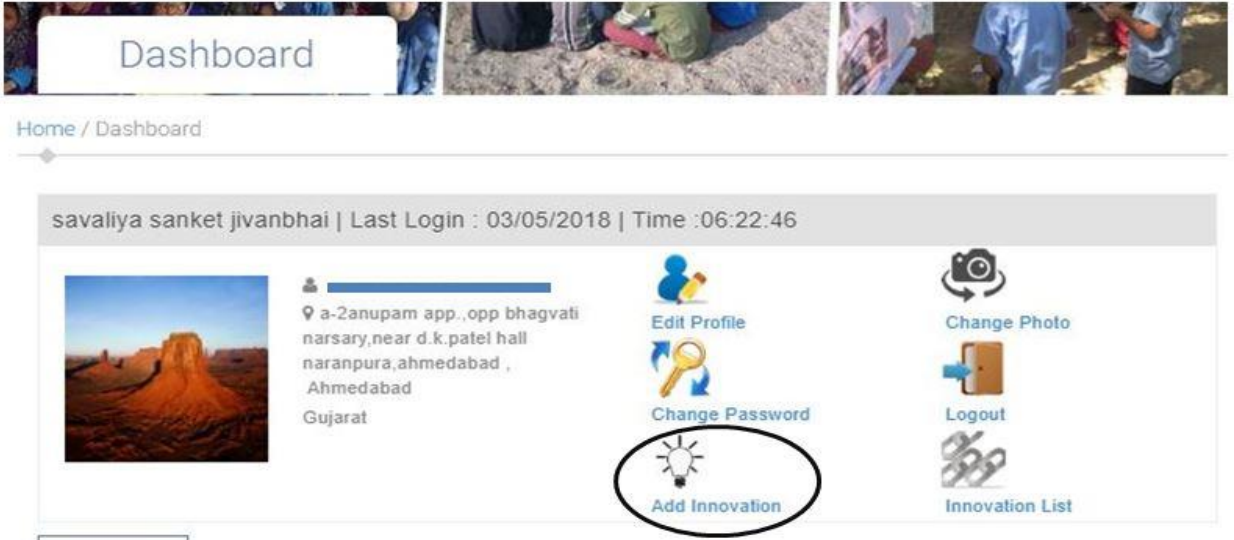 Dashboard
Home / Dashboard
savaliya sanket jivanbhai | Last Login : 03/05/2018 | Time :06:22:46
a-2anupam app.,opp bhagvati
narsary,near d.k.patel hall
naranpura,ahmedabad ,
Ahmedabad
Gujarat
Edit Profile
Change Photo
Change Password
Logout
Add Innovation
Innovation List